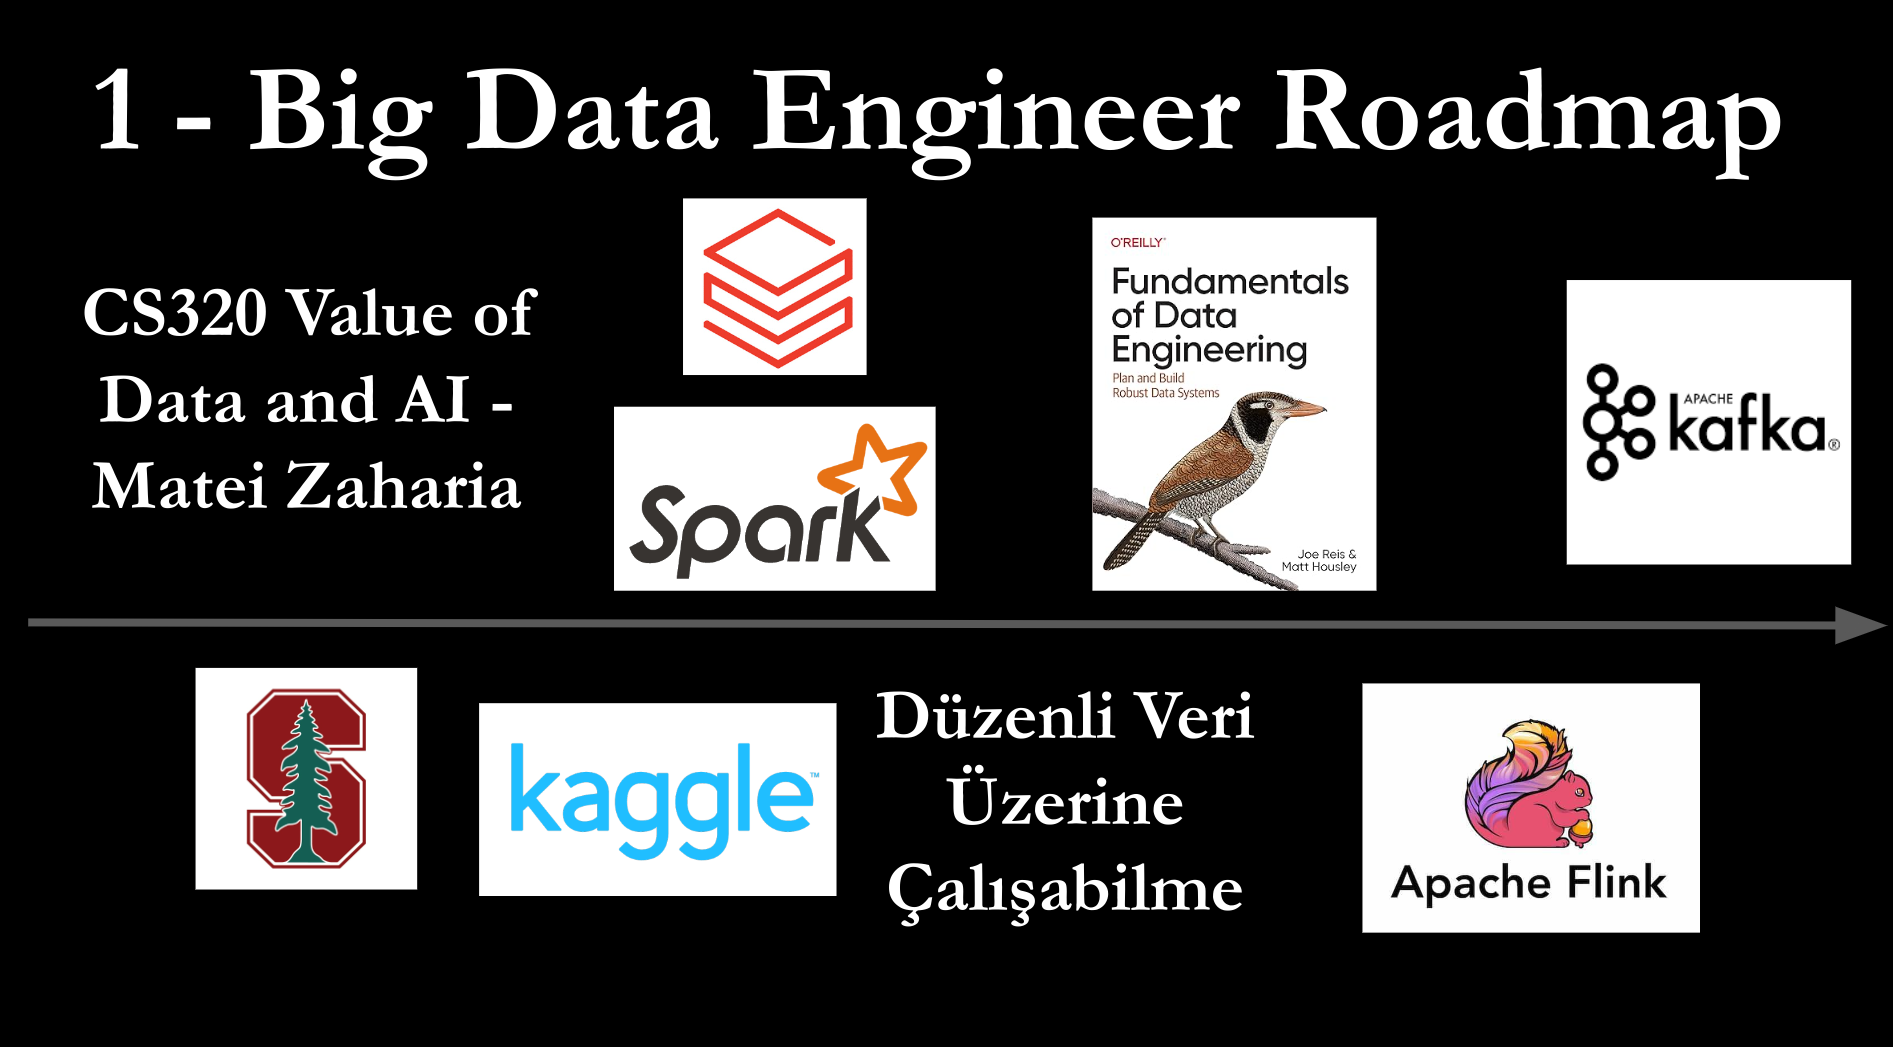 1 - Big Data Engineer Roadmap
CS320 Value of
Data and AI -
Matei Zaharia
Spark
O'REILLY®
Fundamentals
of Data
Engineering
Plan and Build
Robust Data Systems
Joe Reis &
Matt Housley
APACHE
kafka®
kaggle™
Düzenli Veri
Üzerine
Çalışabilme
Apache Flink